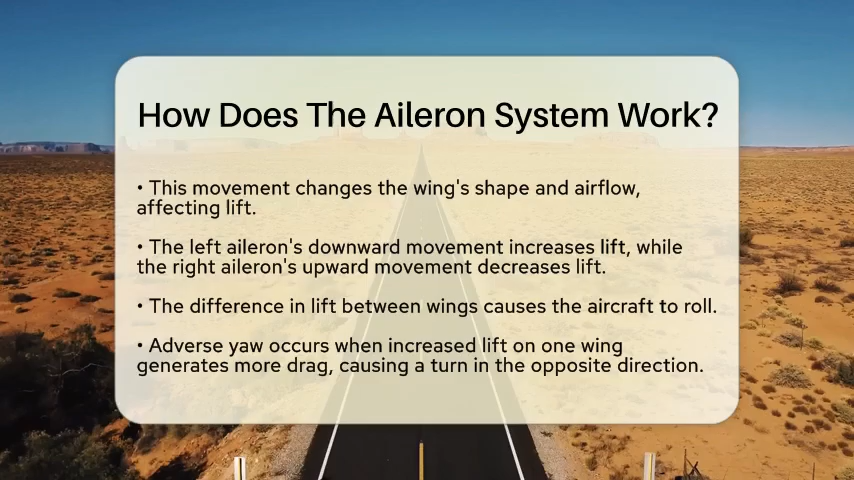 How Does The Aileron System Work?
• This movement changes the wing's shape and airflow,
affecting lift.
• The left aileron's downward movement increases lift, while
the right aileron's upward movement decreases lift.
• The difference in lift between wings causes the aircraft to roll.
• Adverse yaw occurs when increased lift on one wing
generates more drag, causing a turn in the opposite direction.